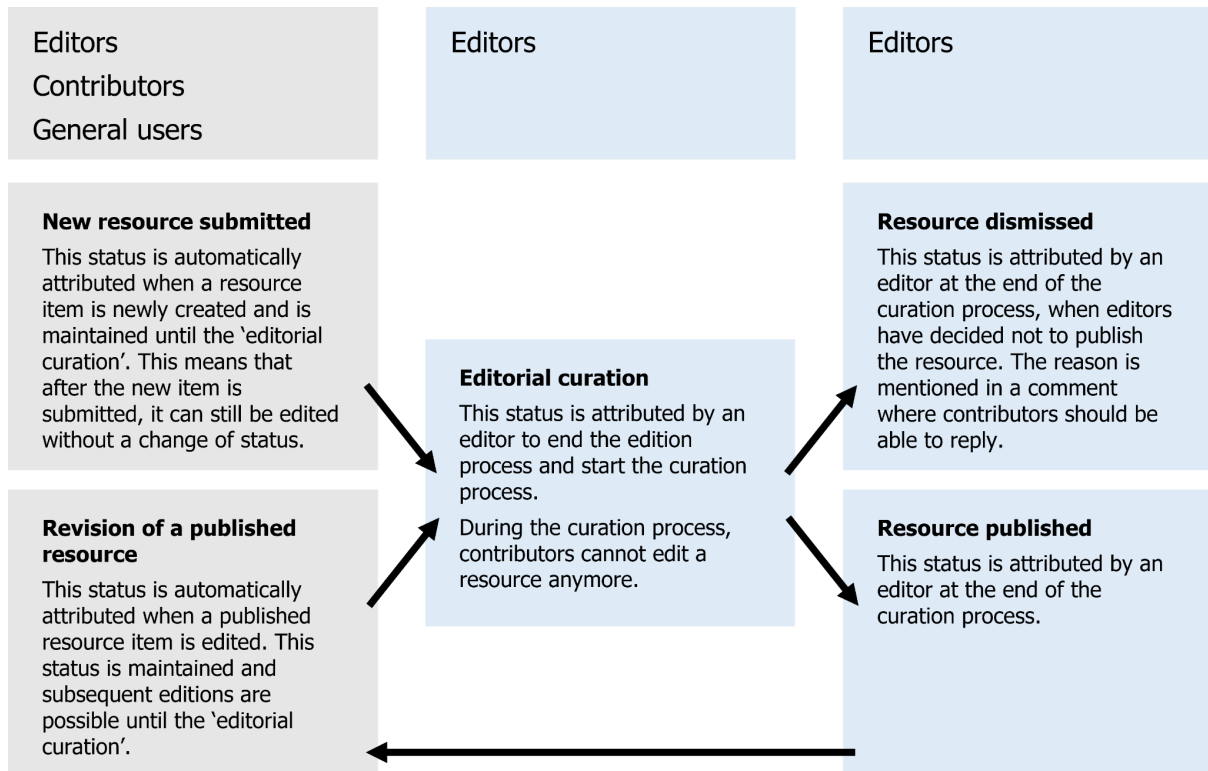 Editors
Contributors
General users
Editors
Editors
New resource submitted
This status is automatically
attributed when a resource
item is newly created and is
maintained until the ‘editorial
curation’. This means that
after the new item is
submitted, it can still be edited
without a change of status.
Revision of a published
resource
This status is automatically
attributed when a published
resource item is edited. This
status is maintained and
subsequent editions are
possible until the ‘editorial
curation’.
Editorial curation
This status is attributed by an
editor to end the edition
process and start the curation
process.
During the curation process,
contributors cannot edit a
resource anymore.
Resource dismissed
This status is attributed by an
editor at the end of the
curation process, when editors
have decided not to publish
the resource. The reason is
mentioned in a comment
where contributors should be
able to reply.
Resource published
This status is attributed by an
editor at the end of the
curation process.